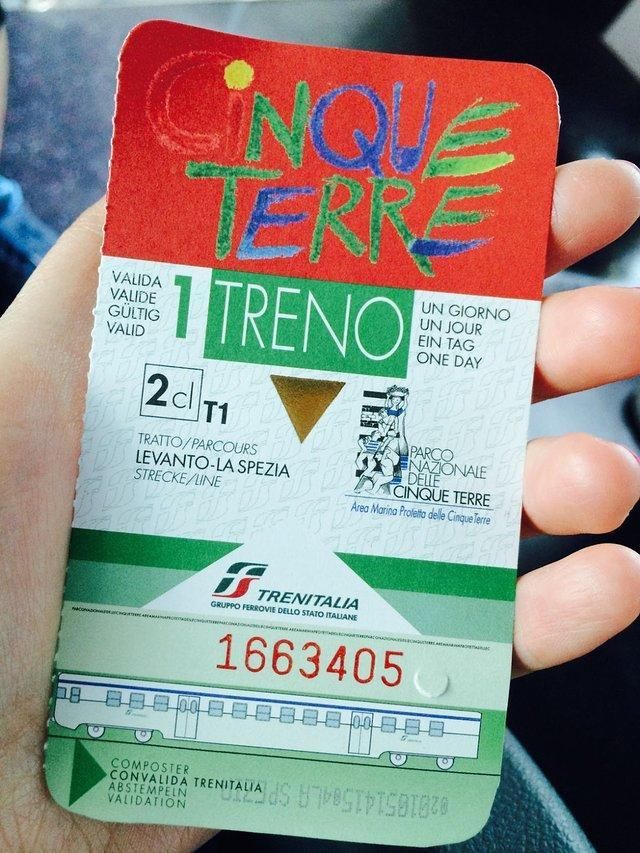 CINQUE
TERRE
VALIDA
VALIDE
GÜLTIG
VALID
1 TRENO
UN GIORNO
UN JOUR
EIN TAG
ONE DAY
2cl T1
TRATTO/PARCOURS
LEVANTO-LA SPEZIA
STRECKE/LINE
PARCO
NAZIONALE
DELLE
CINQUE TERRE
Area Marina Protetta delle Cinque Terre
TRENITALIA
GRUPPO FERROVIE DELLO STATO ITALIANE
1663405
COMPOSTER
CONVALIDA TRENITALIA
ABSTEMPELN
VALIDATION
LA SPEZIA